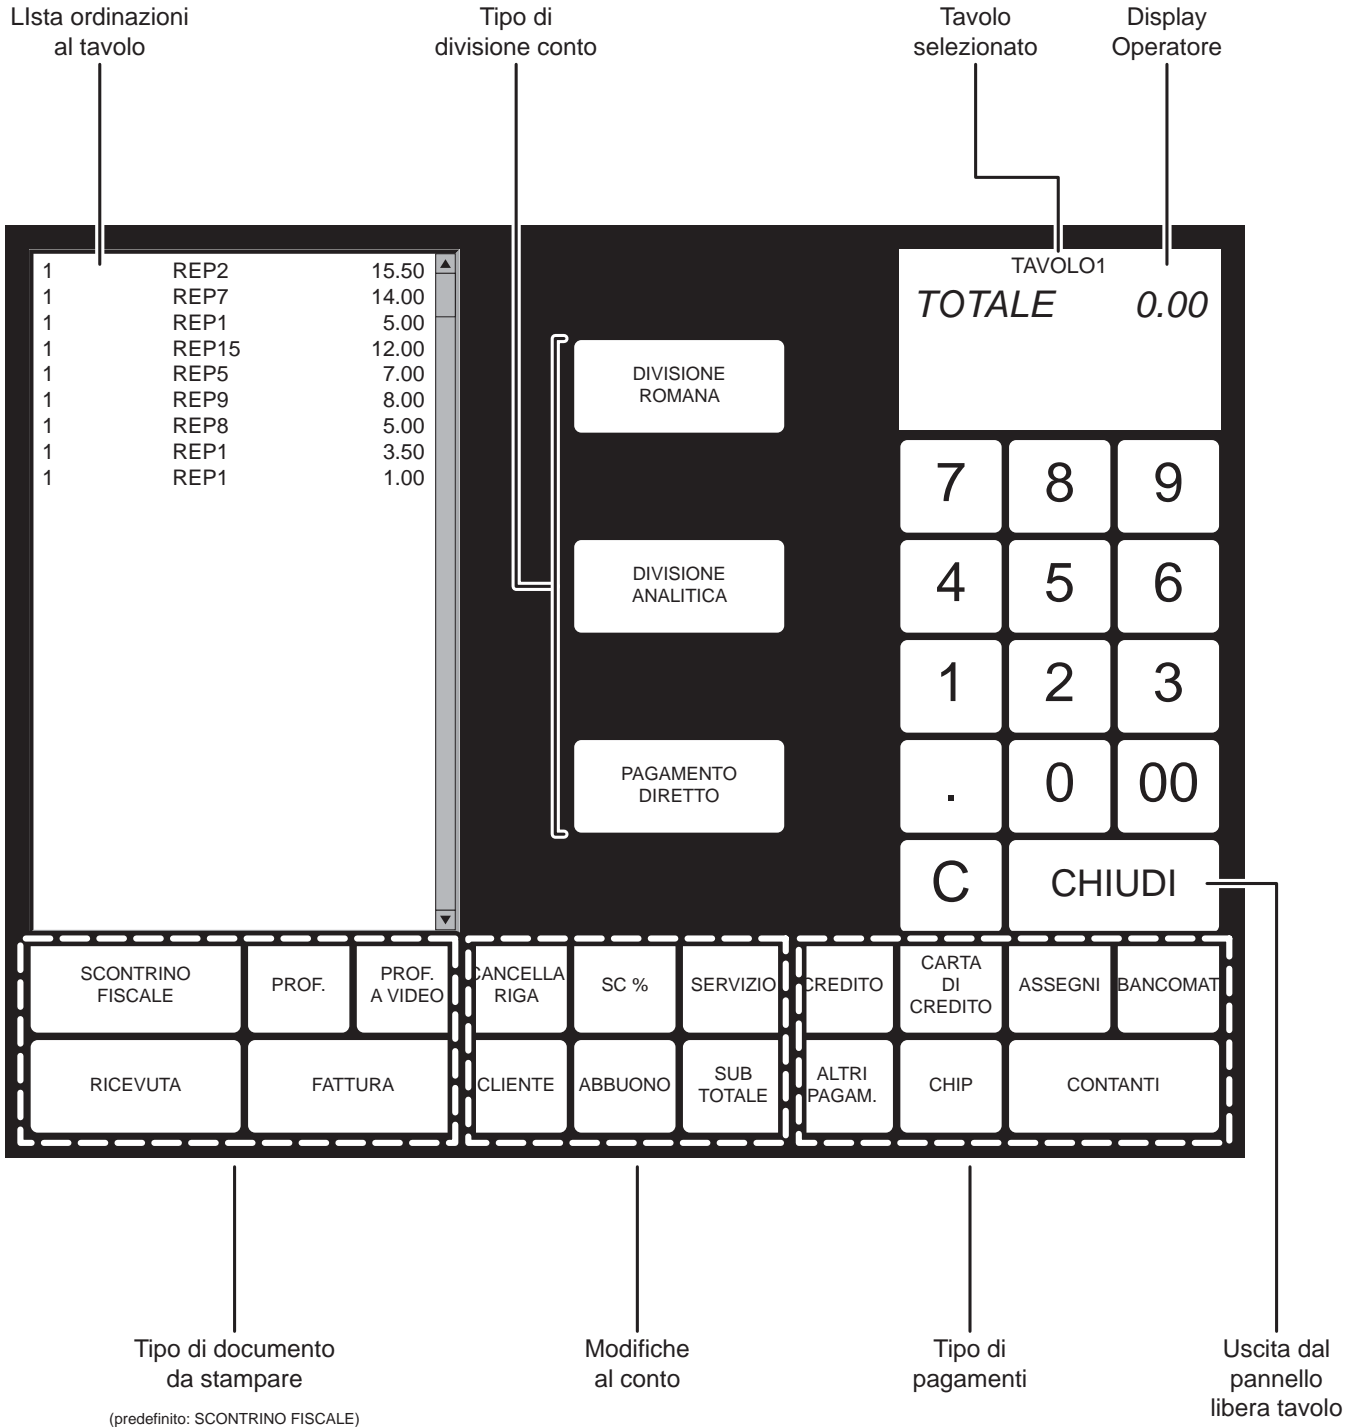 LIsta ordinazioni
al tavolo
Tipo di
divisione conto
Tavolo
selezionato
Display
Operatore
1 REP2 15.50
1 REP7 14.00
1 REP1 5.00
1 REP15 12.00
1 REP5 7.00
1 REP9 8.00
1 REP8 5.00
1 REP1 3.50
1 REP1 1.00
DIVISIONE
ROMANA
DIVISIONE
ANALITICA
PAGAMENTO
DIRETTO
TAVOLO1
TOTALE 0.00
7 8 9
4 5 6
1 2 3
. 0 00
C CHIUDI
SCONTRINO
FISCALE
PROF.
PROF.
A VIDEO
CANCELLA
RIGA
SC %
SERVIZIO
CREDITO
CARTA
DI
CREDITO
ASSEGNI
BANCOMAT
RICEVUTA
FATTURA
CLIENTE
ABBUONO
SUB
TOTALE
ALTRI
PAGAM.
CHIP
CONTANTI
Tipo di documento
da stampare
(predefinito: SCONTRINO FISCALE)
Modifiche
al conto
Tipo di
pagamenti
Uscita dal
pannello
libera tavolo